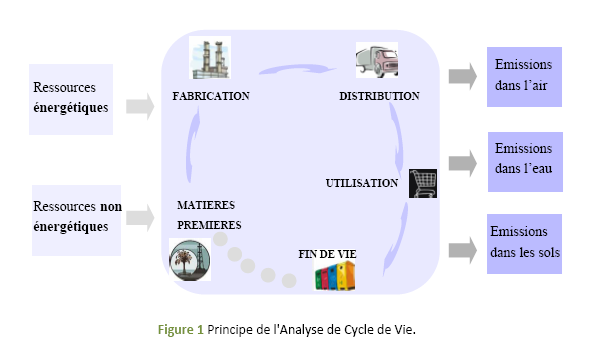 Ressources
énergétiques
Ressources non
énergétiques
FABRICATION
DISTRIBUTION
UTILISATION
MATIERES
PREMIERES
FIN DE VIE
Emissions
dans l’air
Emissions
dans l’eau
Emissions
dans les sols
Figure 1 Principe de l'Analyse de Cycle de Vie.